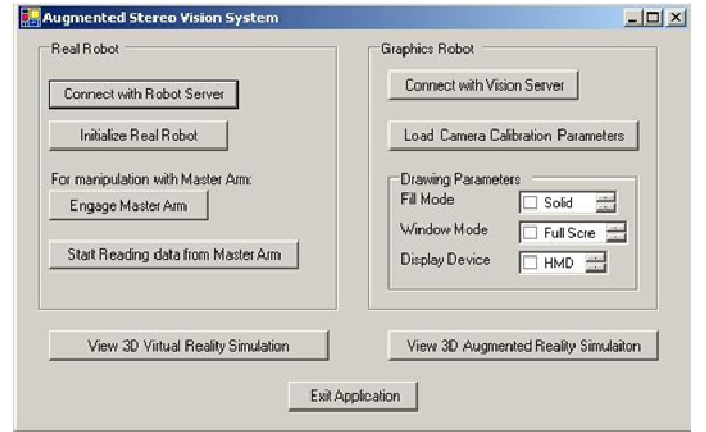 Augmented Stereo Vision System
Real Robot
Connect with Robot Server
Initialize Real Robot
For manipulation with Master Arm:
Engage Master Arm
Start Reading data from Master Arm
Graphics Robot
Connect with Vision Server
Load Camera Calibration Parameters
Drawing Parameters
Fill Mode
Solid
Window Mode
Full Scre
Display Device
HMD
View 3D Virtual Reality Simulation
View 3D Augmented Reality Simulaiton
Exit Application